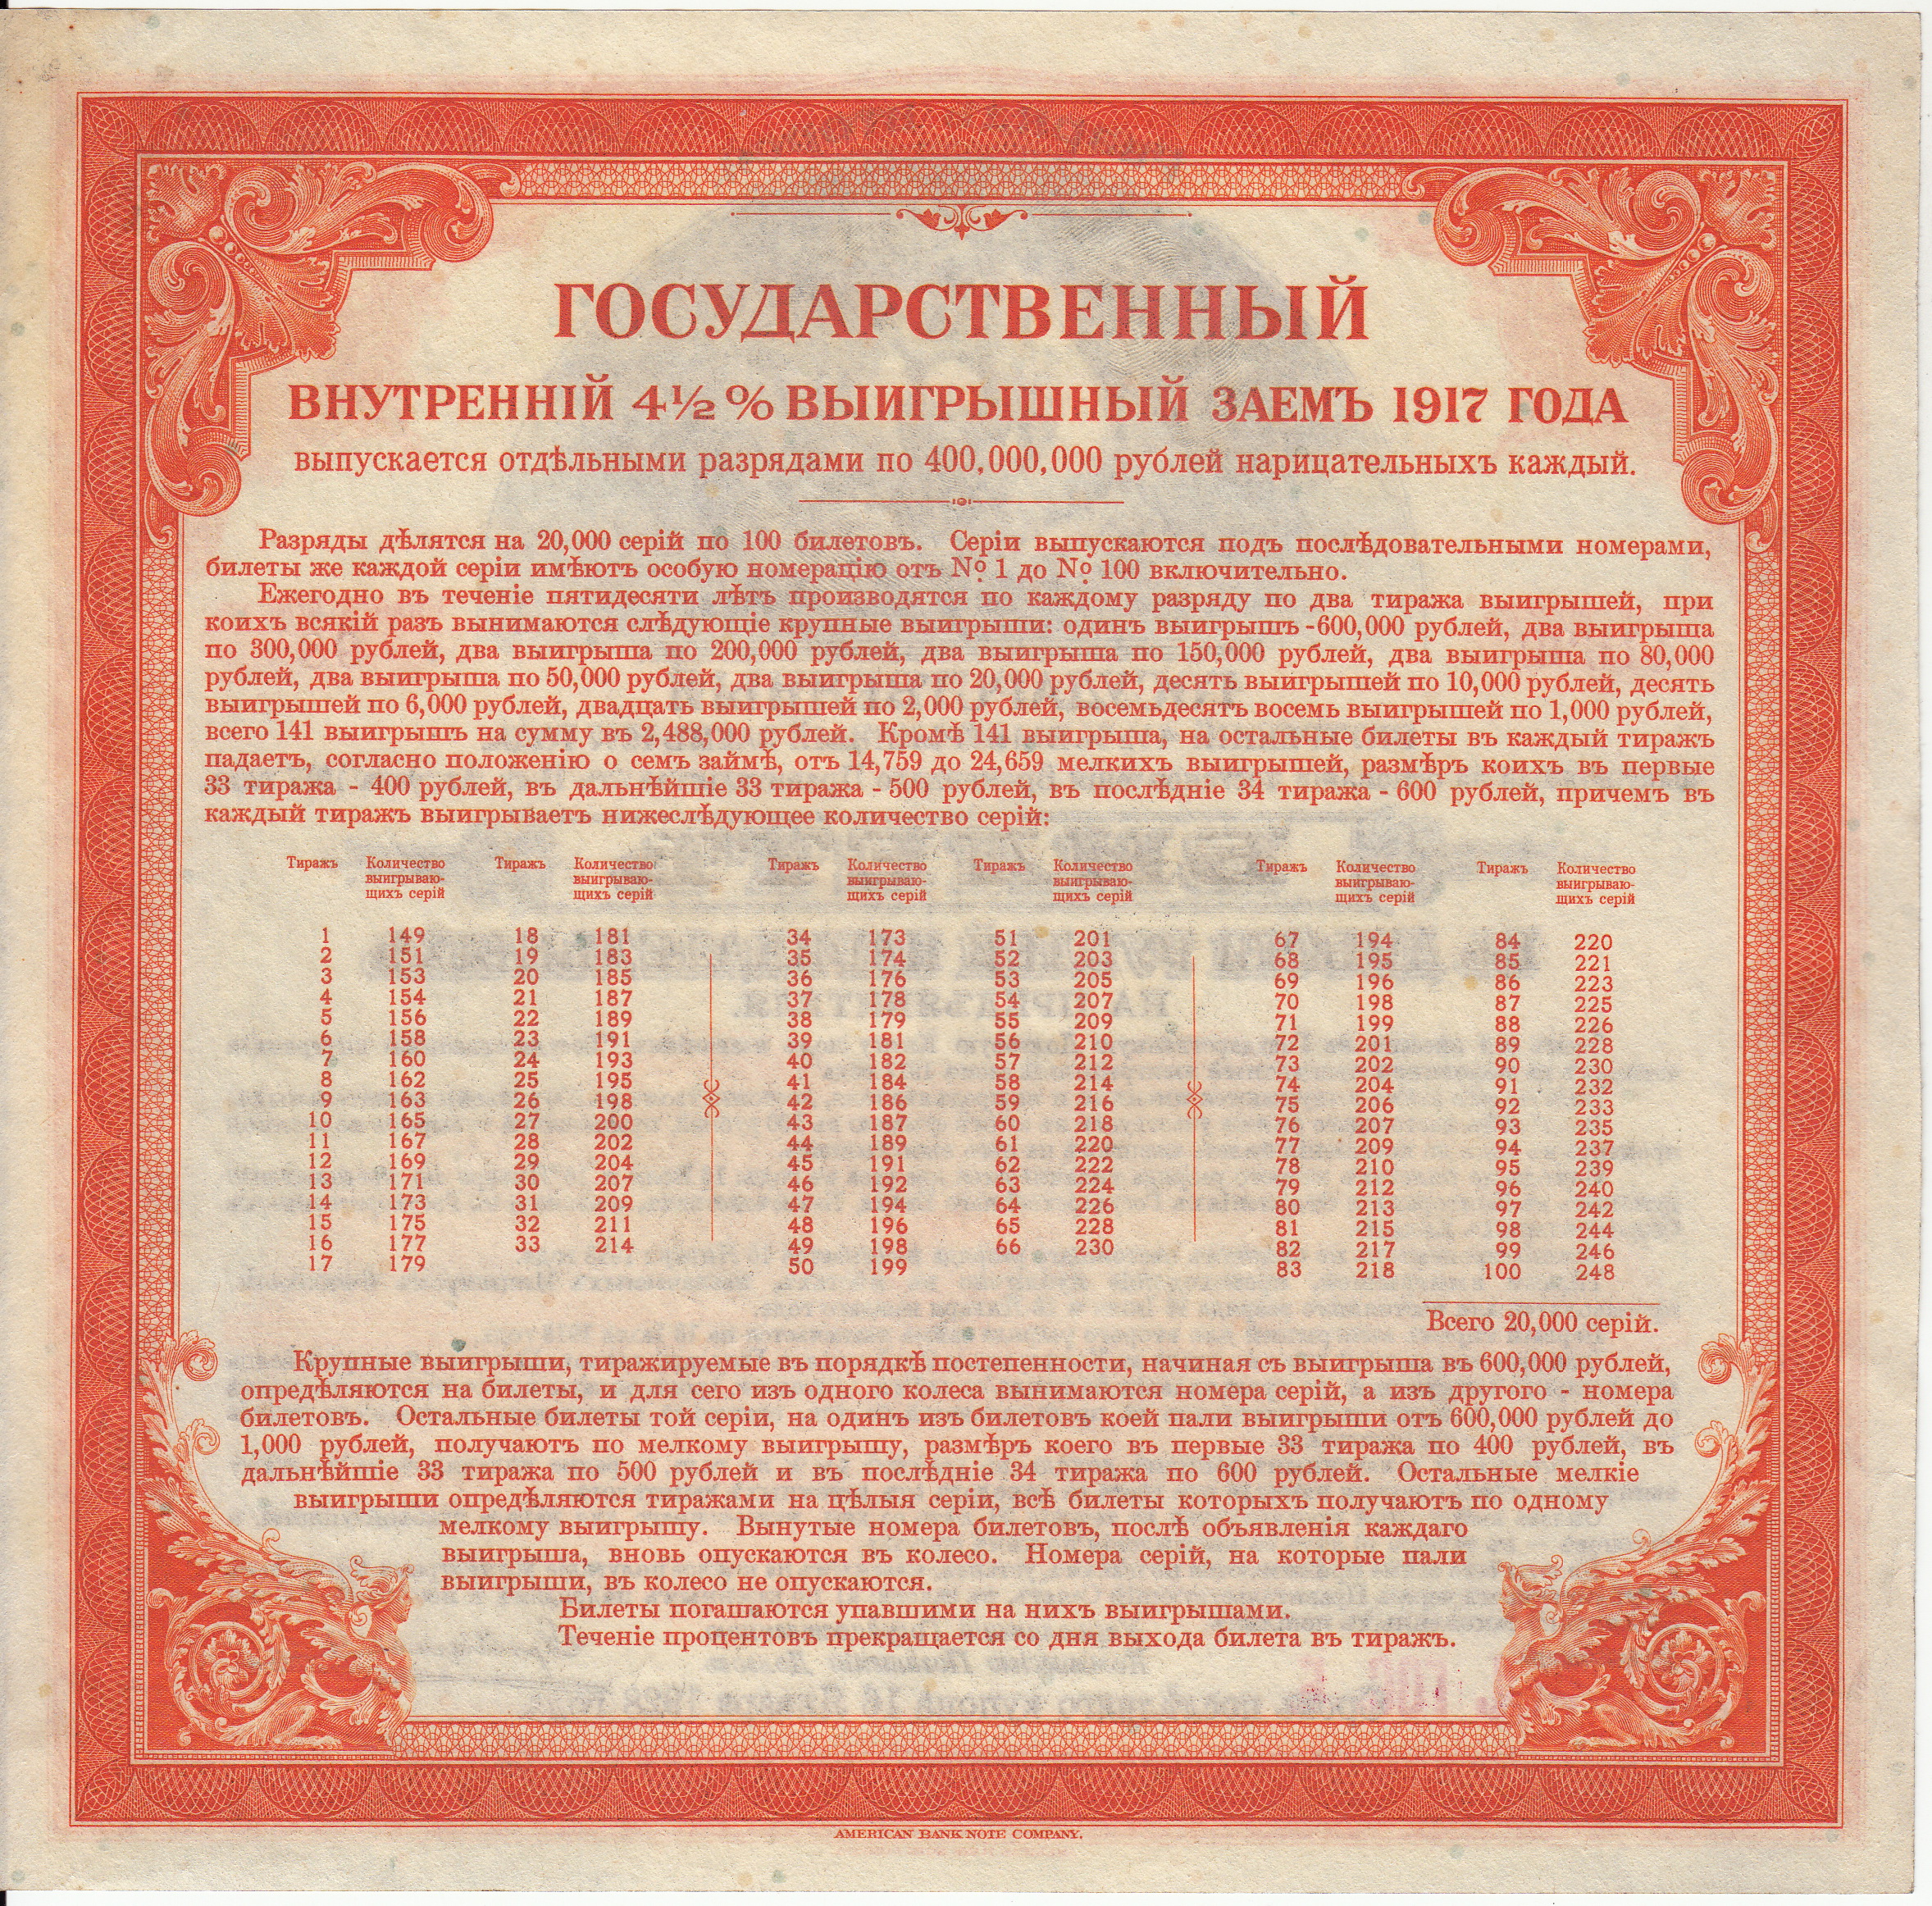 ГОСУДАРСТВЕННЫЙ
ВНУТРЕННІЙ 4½% ВЫИГРЫШНЫЙ ЗАЕМЪ 1917 ГОДА
выпускается отдѣльными разрядами по 400,000,000 рублей нарицательныхъ каждый.
Разряды дѣлятся на 20,000 серій по 100 билетовъ. Серіи выпускаются подъ послѣдовательными номерами,
билеты же каждой серіи имѣютъ особую номерацію отъ № 1 до № 100 включительно.
Ежегодно въ теченіе пятидесяти лѣтъ производятся по каждому разряду по два тиража выигрышей, при
коихъ всякій разъ вынимаются слѣдующіе крупные выигрыши: одинъ выигрышъ -600,000 рублей, два выигрыша
по 300,000 рублей, два выигрыша по 200,000 рублей, два выигрыша по 150,000 рублей, два выигрыша по 80,000
рублей, два выигрыша по 50,000 рублей, два выигрыша по 20,000 рублей, десять выигрышей по 10,000 рублей, десять
выигрышей по 6,000 рублей, двадцать выигрышей по 2,000 рублей, восемьдесятъ восемь выигрышей по 1,000 рублей,
всего 141 выигрышъ на сумму въ 2,488,000 рублей. Кромѣ 141 выигрыша, на остальные билеты въ каждый тиражъ
падаетъ, согласно положенію о семъ займѣ, отъ 14,759 до 24,659 мелкихъ выигрышей, размѣръ коихъ въ первые
33 тиража - 400 рублей, въ дальнѣйшіе 33 тиража - 500 рублей, въ послѣдніе 34 тиража - 600 рублей, причемъ въ
каждый тиражъ выигрываетъ нижеслѣдующее количество серій:
Тиражъ Количество Тиражъ Количество Тиражъ Количество Тиражъ Количество Тиражъ Количество Тиражъ Количество
выигрываю- выигрываю- выигрываю- выигрываю- выигрываю- выигрываю-
щихъ серій щихъ серій щихъ серій щихъ серій щихъ серій щихъ серій
1 149 18 181 34 173 51 201 67 194 84 220
2 151 19 183 35 174 52 203 68 195 85 221
3 153 20 185 36 176 53 205 69 196 86 223
4 154 21 187 37 178 54 207 70 198 87 225
5 156 22 189 38 179 55 209 71 199 88 226
6 158 23 191 39 181 56 210 72 201 89 228
7 160 24 193 40 182 57 212 73 202 90 230
8 162 25 195 41 184 58 214 74 204 91 232
9 163 26 198 42 186 59 216 75 206 92 233
10 165 27 200 43 187 60 218 76 207 93 235
11 167 28 202 44 189 61 220 77 209 94 237
12 169 29 204 45 191 62 222 78 210 95 239
13 171 30 207 46 192 63 224 79 212 96 240
14 173 31 209 47 194 64 226 80 213 97 242
15 175 32 211 48 196 65 228 81 215 98 244
16 177 33 214 49 198 66 230 82 217 99 246
17 179 50 199 83 218 100 248
Всего 20,000 серій.
Крупные выигрыши, тиражируемые въ порядкѣ постепенности, начиная съ выигрыша въ 600,000 рублей,
опредѣляются на билеты, и для сего изъ одного колеса вынимаются номера серій, а изъ другого - номера
билетовъ. Остальные билеты той серіи, на одинъ изъ билетовъ коей пали выигрыши отъ 600,000 рублей до
1,000 рублей, получаютъ по мелкому выигрышу, размѣръ коего въ первые 33 тиража по 400 рублей, въ
дальнѣйшіе 33 тиража по 500 рублей и въ послѣдніе 34 тиража по 600 рублей. Остальные мелкіе
выигрыши опредѣляются тиражами на цѣлыя серіи, всѣ билеты которыхъ получаютъ по одному
мелкому выигрышу. Вынутые номера билетовъ, послѣ объявленія каждаго
выигрыша, вновь опускаются въ колесо. Номера серій, на которые пали
выигрыши, въ колесо не опускаются.
Билеты погашаются упавшими на нихъ выигрышами.
Теченіе процентовъ прекращается со дня выхода билета въ тиражъ.
AMERICAN BANK NOTE COMPANY.